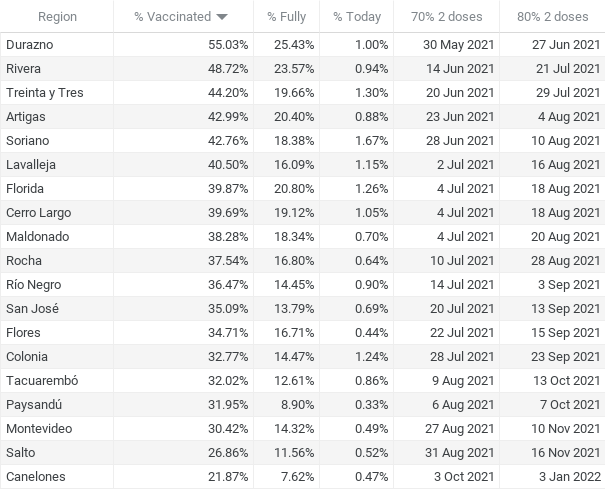 Region % Vaccinated % Fully % Today 70% 2 doses 80% 2 doses
Durazno 55.03% 25.43% 1.00% 30 May 2021 27 Jun 2021
Rivera 48.72% 23.57% 0.94% 14 Jun 2021 21 Jul 2021
Treinta y Tres 44.20% 19.66% 1.30% 20 Jun 2021 29 Jul 2021
Artigas 42.99% 20.40% 0.88% 23 Jun 2021 4 Aug 2021
Soriano 42.76% 18.38% 1.67% 28 Jun 2021 10 Aug 2021
Lavalleja 40.50% 16.09% 1.15% 2 Jul 2021 16 Aug 2021
Florida 39.87% 20.80% 1.26% 4 Jul 2021 18 Aug 2021
Cerro Largo 39.69% 19.12% 1.05% 4 Jul 2021 18 Aug 2021
Maldonado 38.28% 18.34% 0.70% 4 Jul 2021 20 Aug 2021
Rocha 37.54% 16.80% 0.64% 10 Jul 2021 28 Aug 2021
Río Negro 36.47% 14.45% 0.90% 14 Jul 2021 3 Sep 2021
San José 35.09% 13.79% 0.69% 20 Jul 2021 13 Sep 2021
Flores 34.71% 16.71% 0.44% 22 Jul 2021 15 Sep 2021
Colonia 32.77% 14.47% 1.24% 28 Jul 2021 23 Sep 2021
Tacuarembó 32.02% 12.61% 0.86% 9 Aug 2021 13 Oct 2021
Paysandú 31.95% 8.90% 0.33% 6 Aug 2021 7 Oct 2021
Montevideo 30.42% 14.32% 0.49% 27 Aug 2021 10 Nov 2021
Salto 26.86% 11.56% 0.52% 31 Aug 2021 16 Nov 2021
Canelones 21.87% 7.62% 0.47% 3 Oct 2021 3 Jan 2022